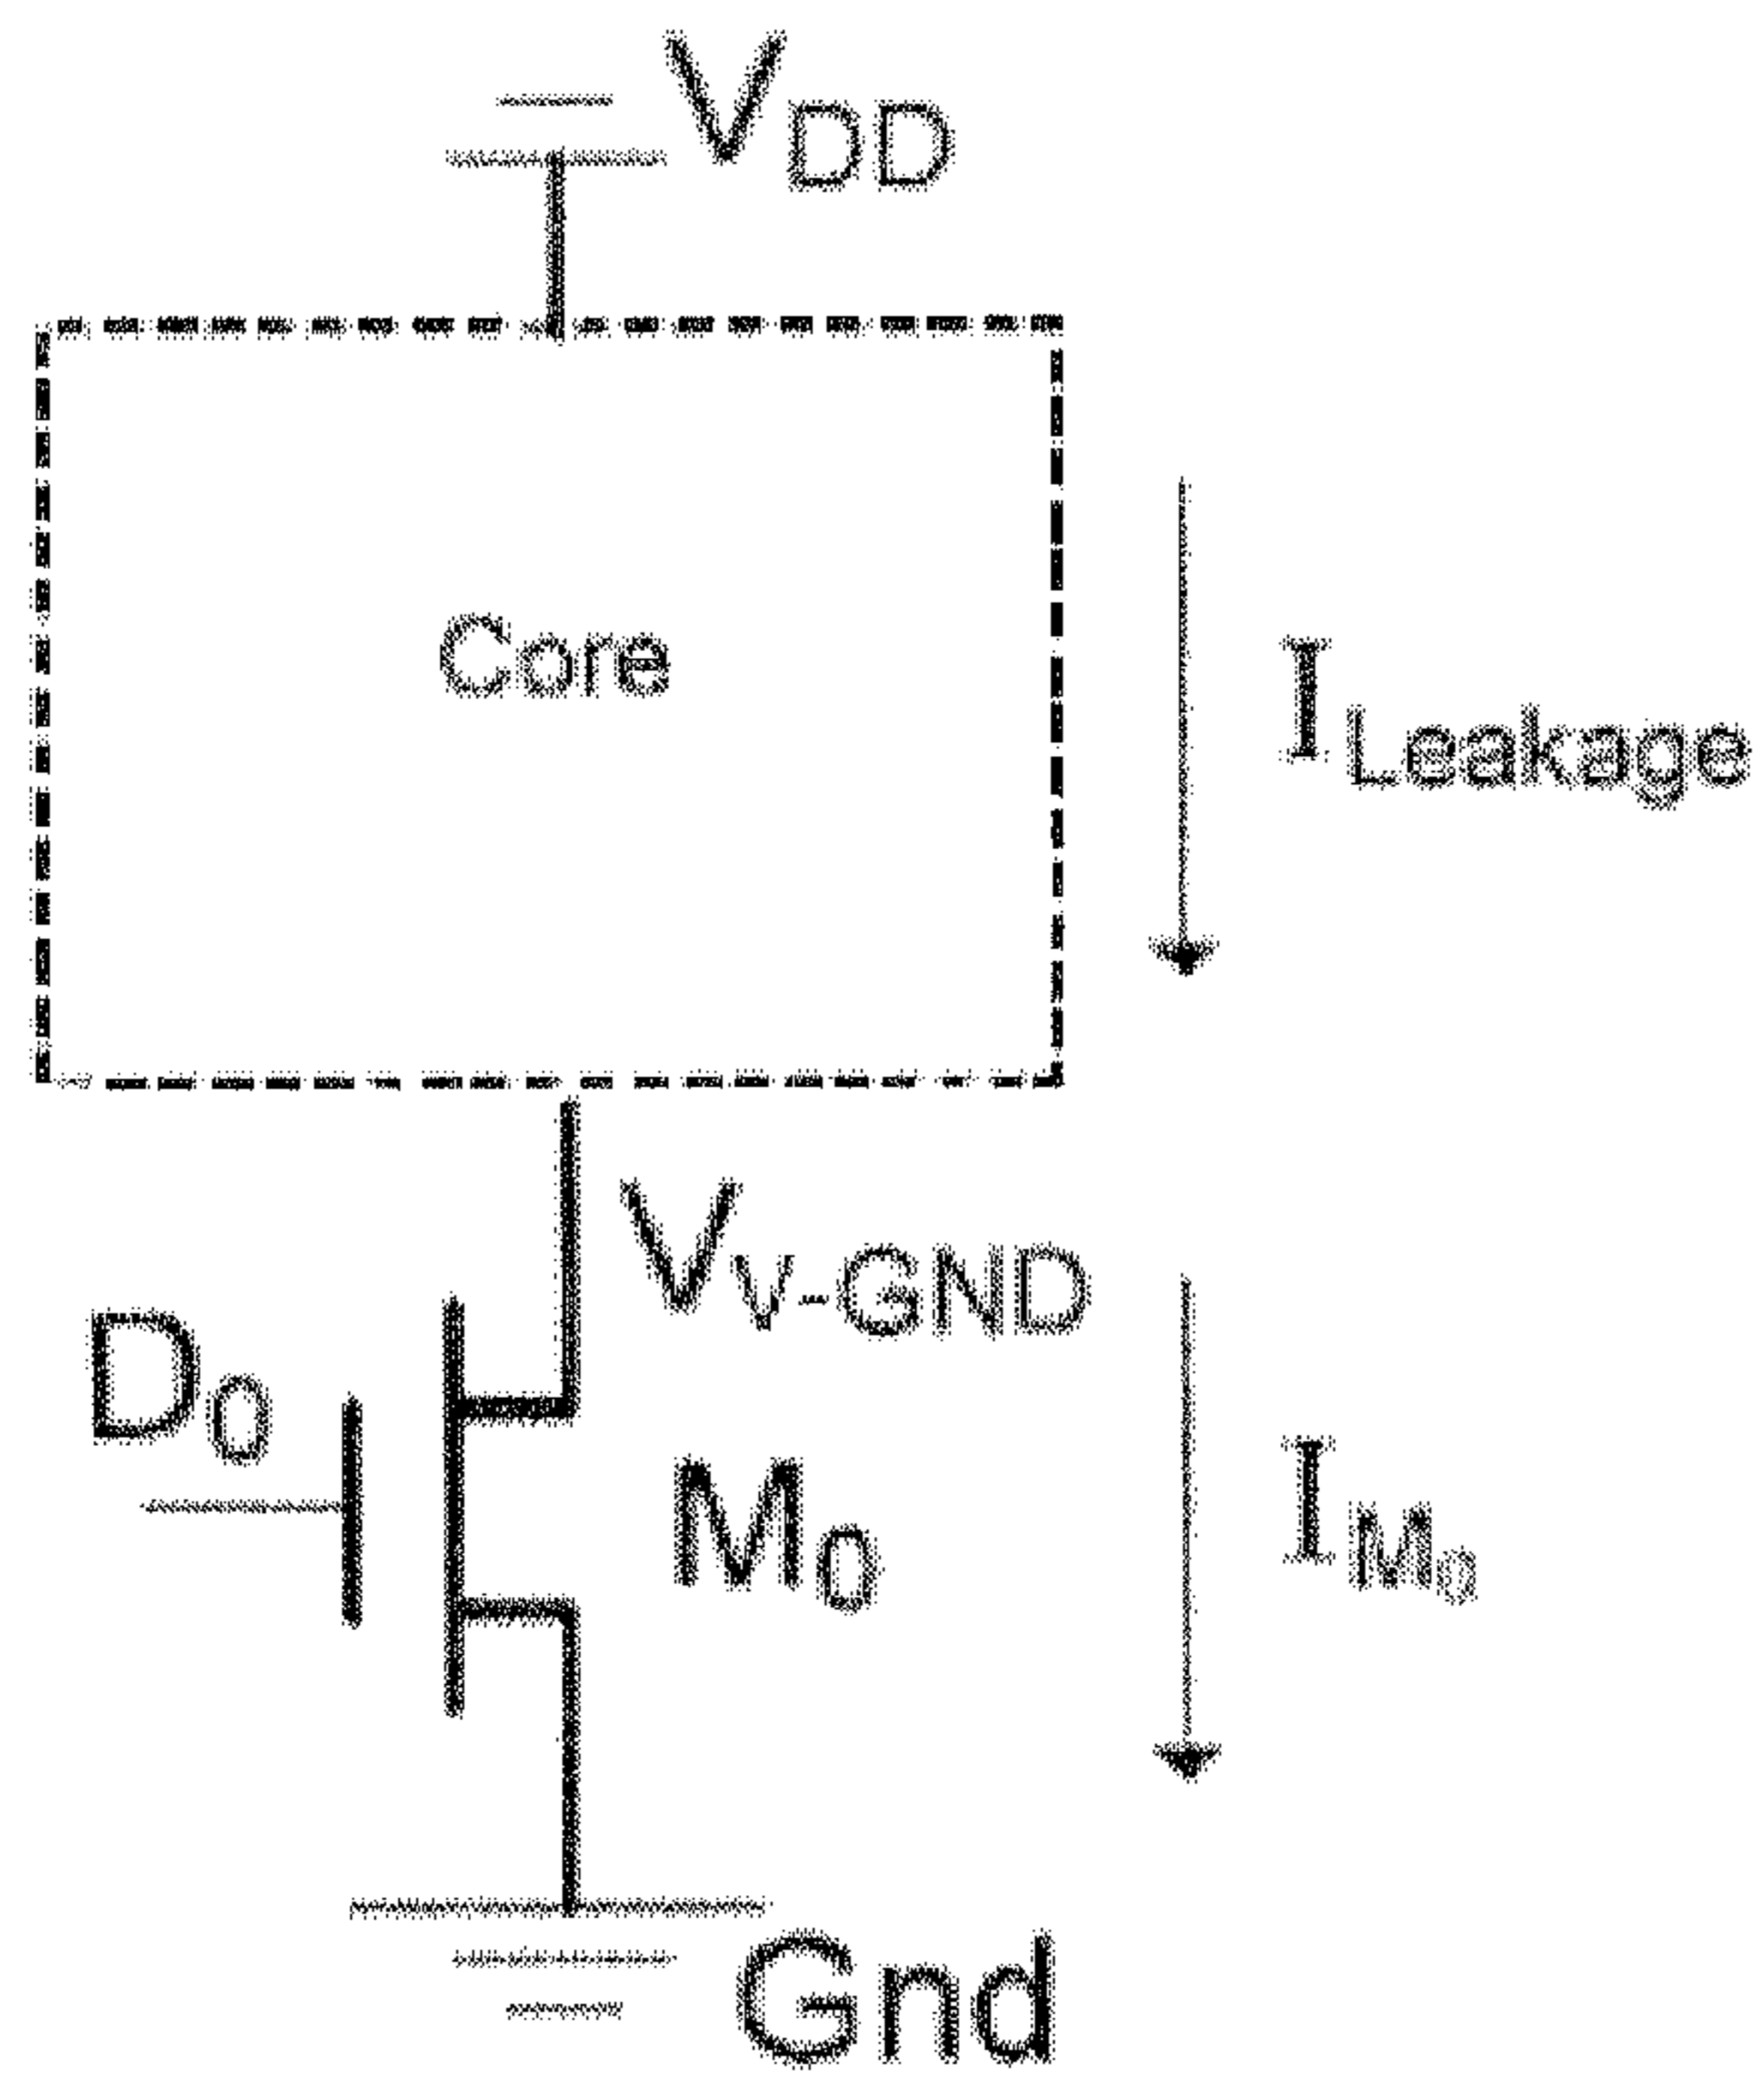 VDD
Core
ILeakage
VV-GND
D0
M0
IM0
Gnd